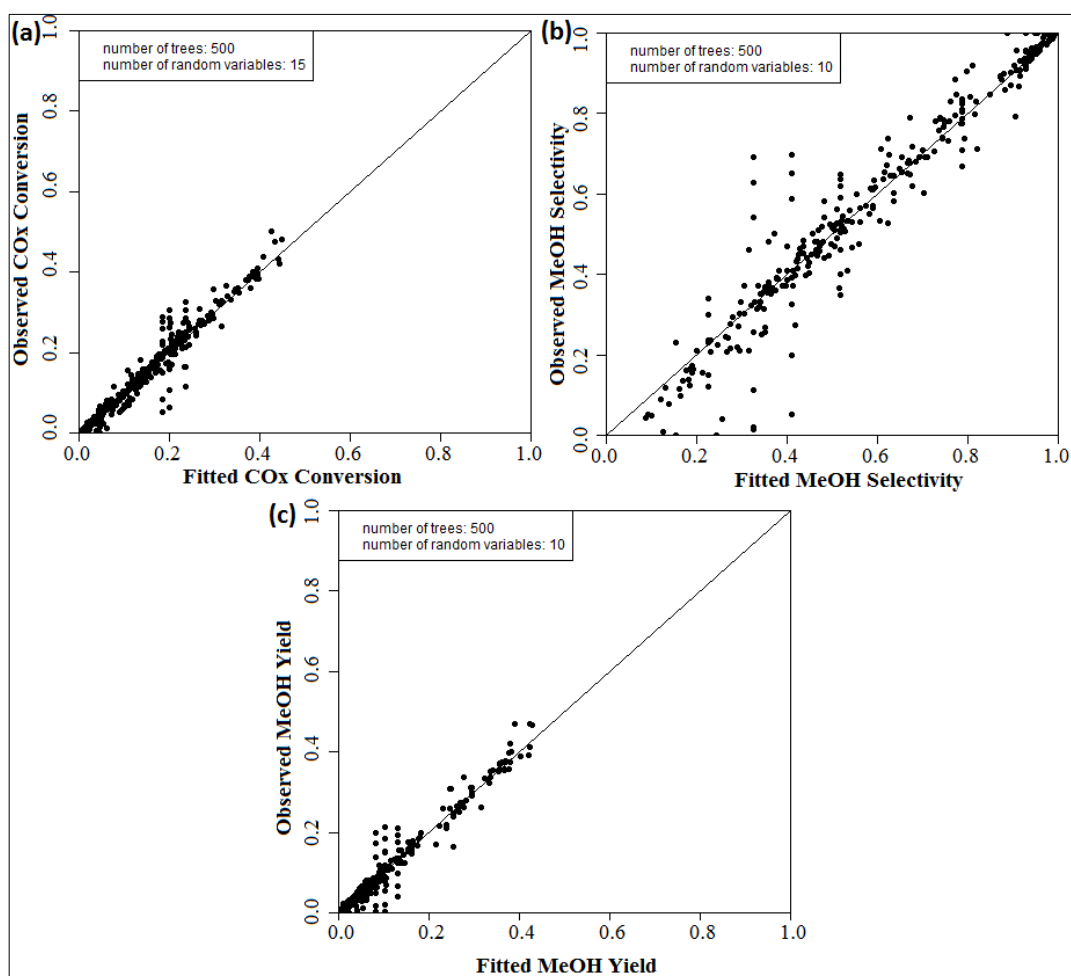 (a)
number of trees: 500
number of random variables: 15
Observed COx Conversion
1.0
0.8
0.6
0.4
0.2
0.0
0.0 0.2 0.4 0.6 0.8 1.0
Fitted COx Conversion
(b)
number of trees: 500
number of random variables: 10
Observed MeOH Selectivity
1.0
0.8
0.6
0.4
0.2
0.0
0.0 0.2 0.4 0.6 0.8 1.0
Fitted MeOH Selectivity
(c)
number of trees: 500
number of random variables: 10
Observed MeOH Yield
1.0
0.8
0.6
0.4
0.2
0.0
0.0 0.2 0.4 0.6 0.8 1.0
Fitted MeOH Yield